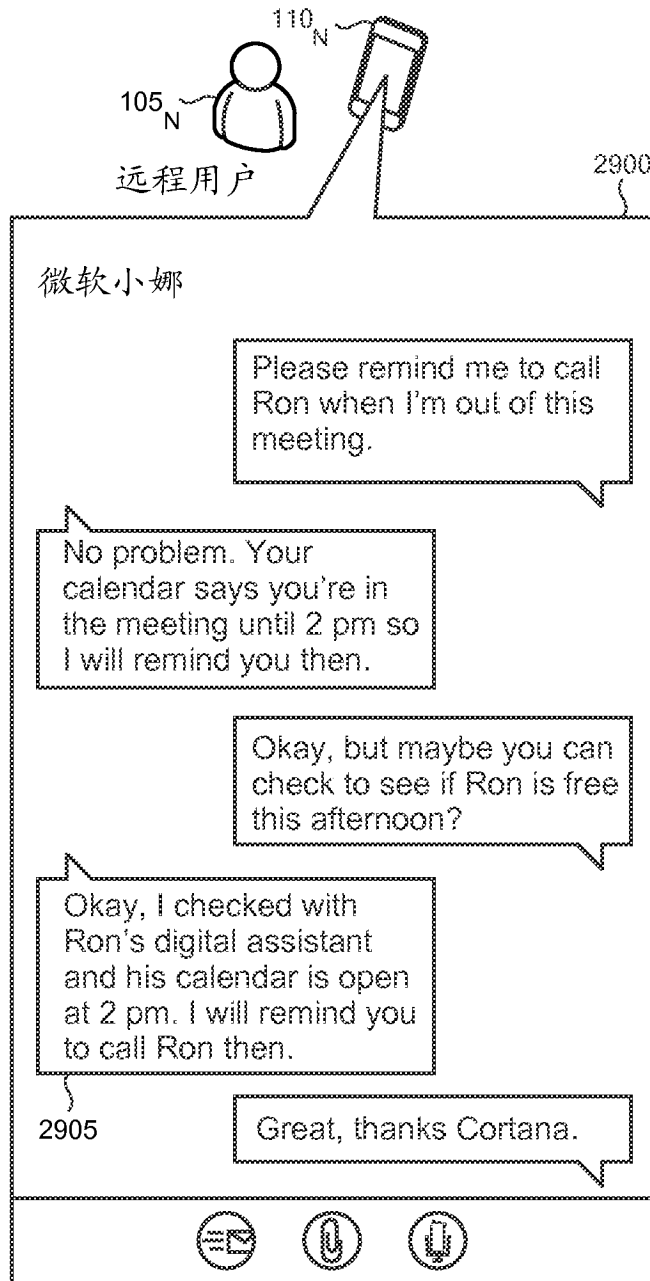 110N
105N
远程用户
2900
微软小娜
Please remind me to call
Ron when I'm out of this
meeting.
No problem. Your
calendar says you're in
the meeting until 2 pm so
I will remind you then.
Okay, but maybe you can
check to see if Ron is free
this afternoon?
Okay, I checked with
Ron's digital assistant
and his calendar is open
at 2 pm. I will remind you
to call Ron then.
2905
Great, thanks Cortana.